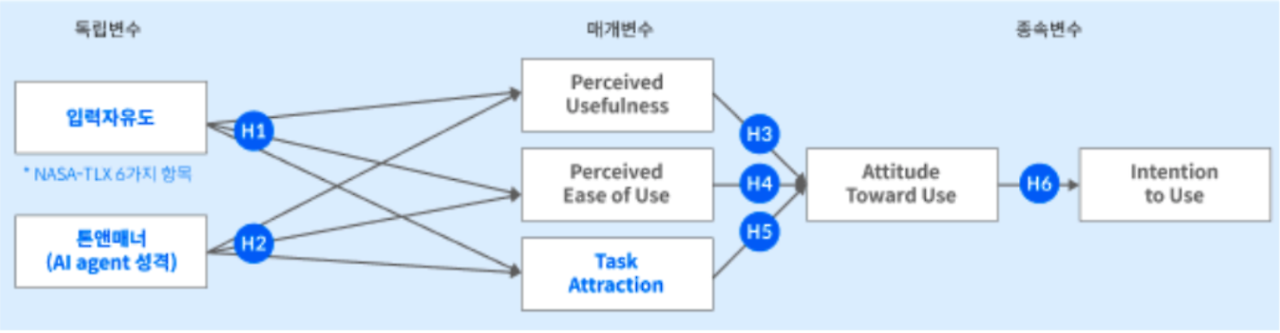 독립변수
매개변수
종속변수
입력자유도
* NASA-TLX 6가지 항목
톤앤매너
(AI agent 성격)
H1
H2
Perceived
Usefulness
Perceived
Ease of Use
Task
Attraction
H3
H4
H5
Attitude
Toward Use
H6
Intention
to Use